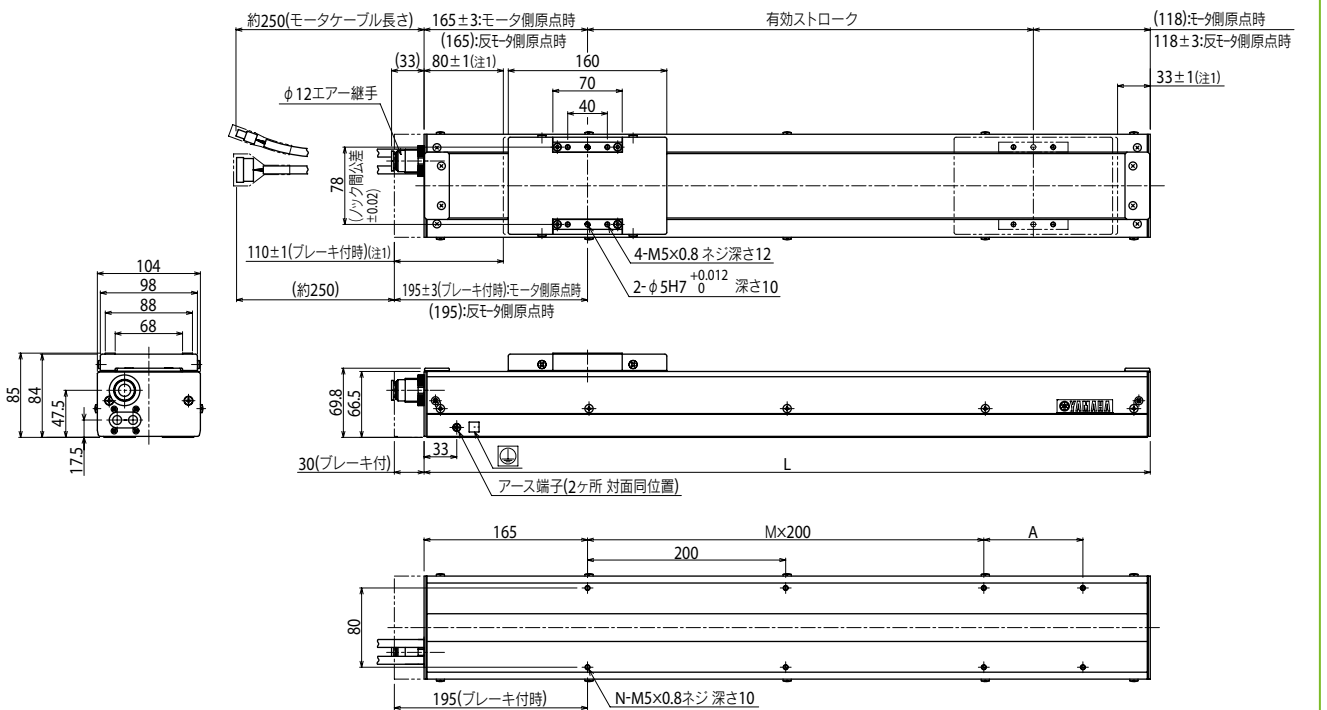 約250(モータケーブル長さ)
165±3:モータ側原点時
(165):反モータ側原点時
有効ストローク
(118):モータ側原点時
118±3:反モータ側原点時
(33)
80±1(注1)
160
33±1(注1)
70
40
φ12エアー継手
78
(ノック間公差
±0.02)
4-M5×0.8 ネジ深さ12
2-φ5H7 +0.012 0 深さ10
110±1(ブレーキ付時)(注1)
(約250)
195±3(ブレーキ付時):モータ側原点時
(195):反モータ側原点時
104
98
88
68
85
84
47.5
17.5
69.8
66.5
YAMAHA
33
30(ブレーキ付)
L
アース端子(2ヶ所 対面同位置)
165
M×200
A
200
80
195(ブレーキ付時)
N-M5×0.8ネジ 深さ10